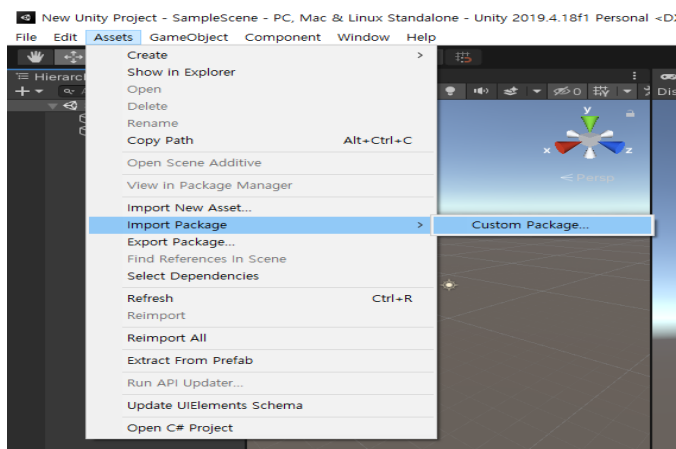 New Unity Project - SampleScene - PC, Mac & Linux Standalone - Unity 2019.4.18f1 Personal <D
File Edit Assets GameObject Component Window Help
Hierarc
Create >
Show in Explorer
Open
Delete
Rename
Copy Path Alt+Ctrl+C
Open Scene Additive
View in Package Manager
Import New Asset...
Import Package >
Custom Package...
Export Package...
Find References In Scene
Select Dependencies
Refresh Ctrl+R
Reimport
Reimport All
Extract From Prefab
Run API Updater...
Update UIElements Schema
Open C# Project
0
Dis
y
x
z
Persp